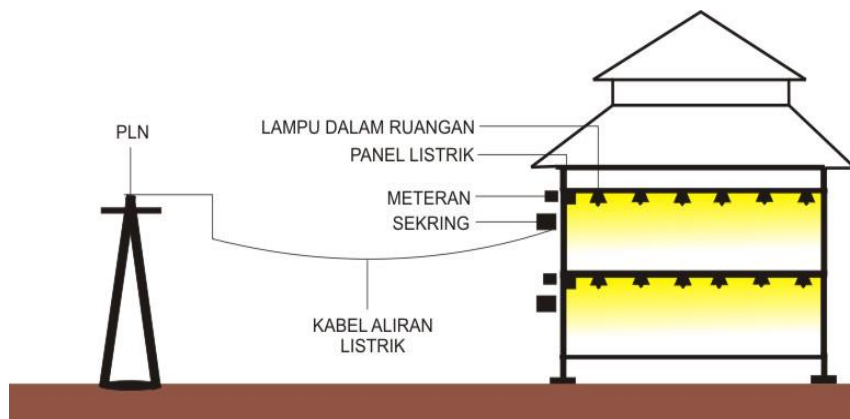 PLN
LAMPU DALAM RUANGAN
PANEL LISTRIK
METERAN
SEKRING
KABEL ALIRAN
LISTRIK